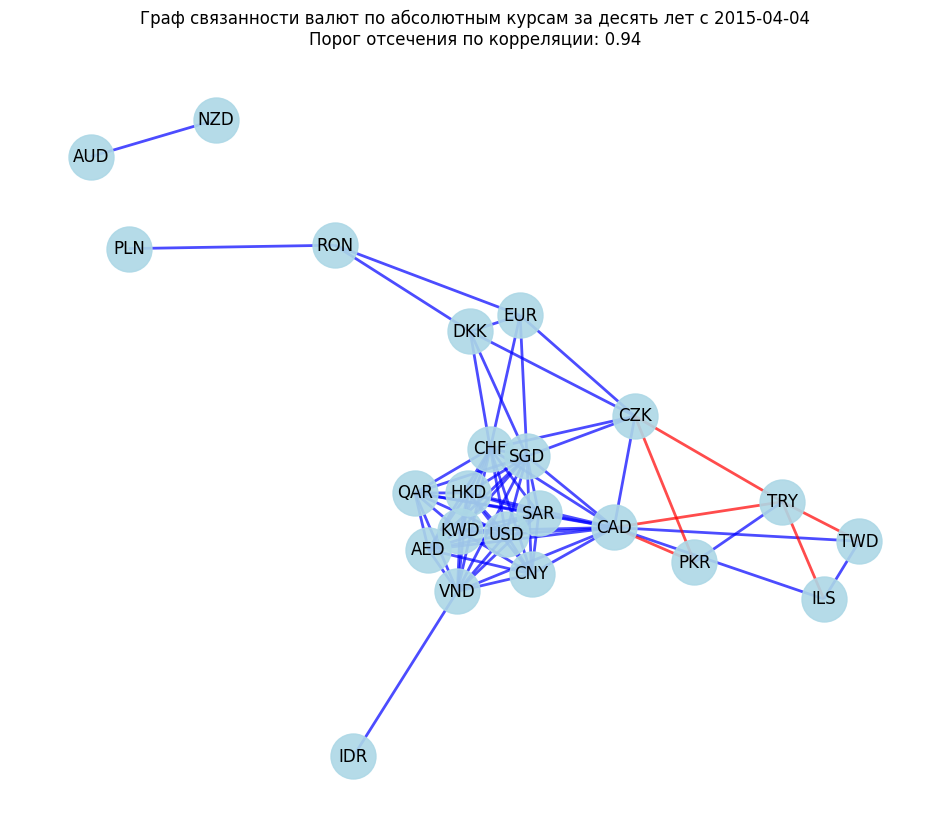 Граф связанности валют по абсолютным курсам за десять лет с 2015-04-04
Порог отсечения по корреляции: 0.94
NZD
AUD
PLN
RON
EUR
DKK
CZK
CHF
SGD
QAR
HKD
TRY
SAR
CAD
KWD
USD
TWD
AED
PKR
CNY
VND
ILS
IDR